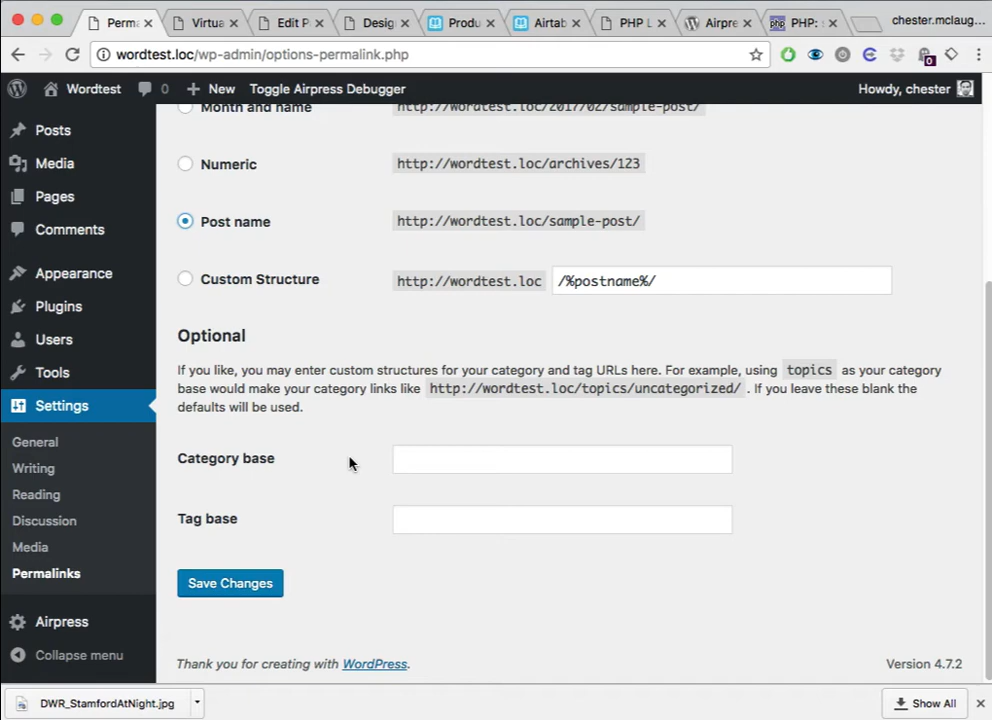 Perma
Virtua
Edit P
Desig
Produ
Airtab
PHP L
Airpre
php PHP:
chester.mclaug...
wordtest.loc/wp-admin/options-permalink.php
0
Wordtest
0
New
Toggle Airpress Debugger
Howdy, chester
Posts
Media
Pages
Comments
Appearance
Plugins
Users
Tools
Settings
General
Writing
Reading
Discussion
Media
Permalinks
Airpress
Collapse menu
Month and name
http://wordtest.loc/2017/02/sample-post/
Numeric
http://wordtest.loc/archives/123
Post name
http://wordtest.loc/sample-post/
Custom Structure
http://wordtest.loc
/%postname%/
Optional
If you like, you may enter custom structures for your category and tag URLs here. For example, using topics as your category
base would make your category links like http://wordtest.loc/topics/uncategorized/ . If you leave these blank the
defaults will be used.
Category base
Tag base
Save Changes
Thank you for creating with WordPress.
Version 4.7.2
DWR_StamfordAtNight.jpg
Show All